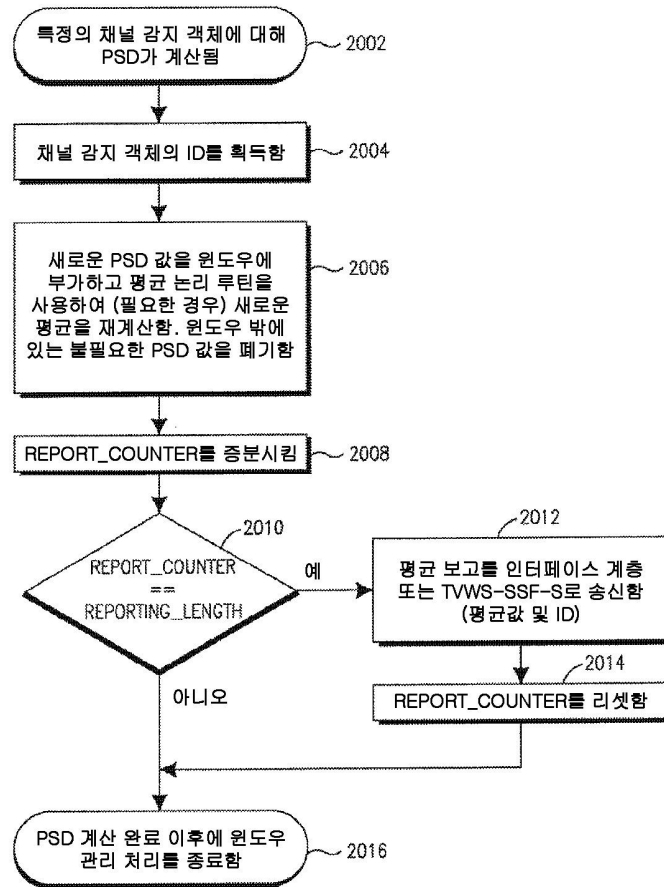 특정의 채널 감지 객체에 대해
PSD가 계산됨
2002
채널 감지 객체의 ID를 획득함
2004
새로운 PSD 값을 윈도우에
부가하고 평균 논리 루틴을
사용하여 (필요한 경우) 새로운
평균을 재계산함. 윈도우 밖에
있는 불필요한 PSD 값을 폐기함
2006
REPORT_COUNTER를 증분시킴
2008
2010
REPORT_COUNTER
==
REPORTING_LENGTH
예
아니오
2012
평균 보고를 인터페이스 계층
또는 TVWS-SSF-S로 송신함
(평균값 및 ID)
2014
REPORT_COUNTER를 리셋함
PSD 계산 완료 이후에 윈도우
관리 처리를 종료함
2016